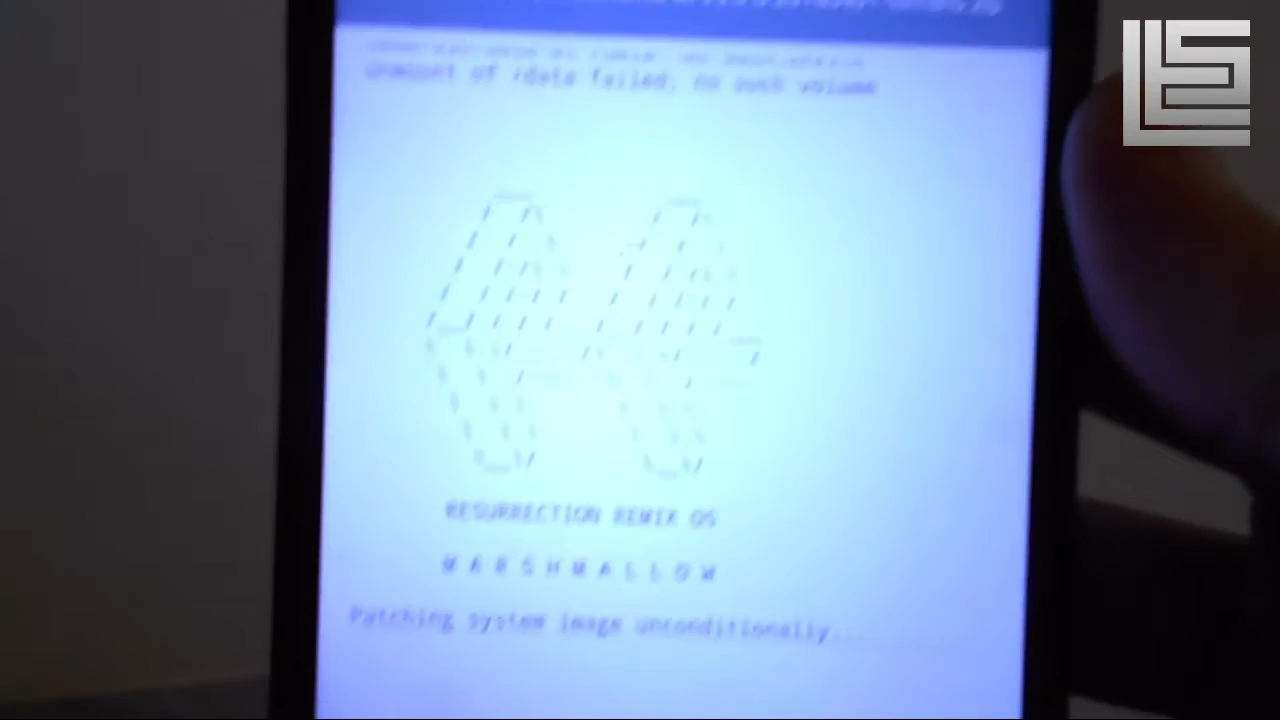 unmount of /data failed; no such volume
RESURRECTION REMIX OS
M A R S H M A L L O W
Patching system image unconditionally...